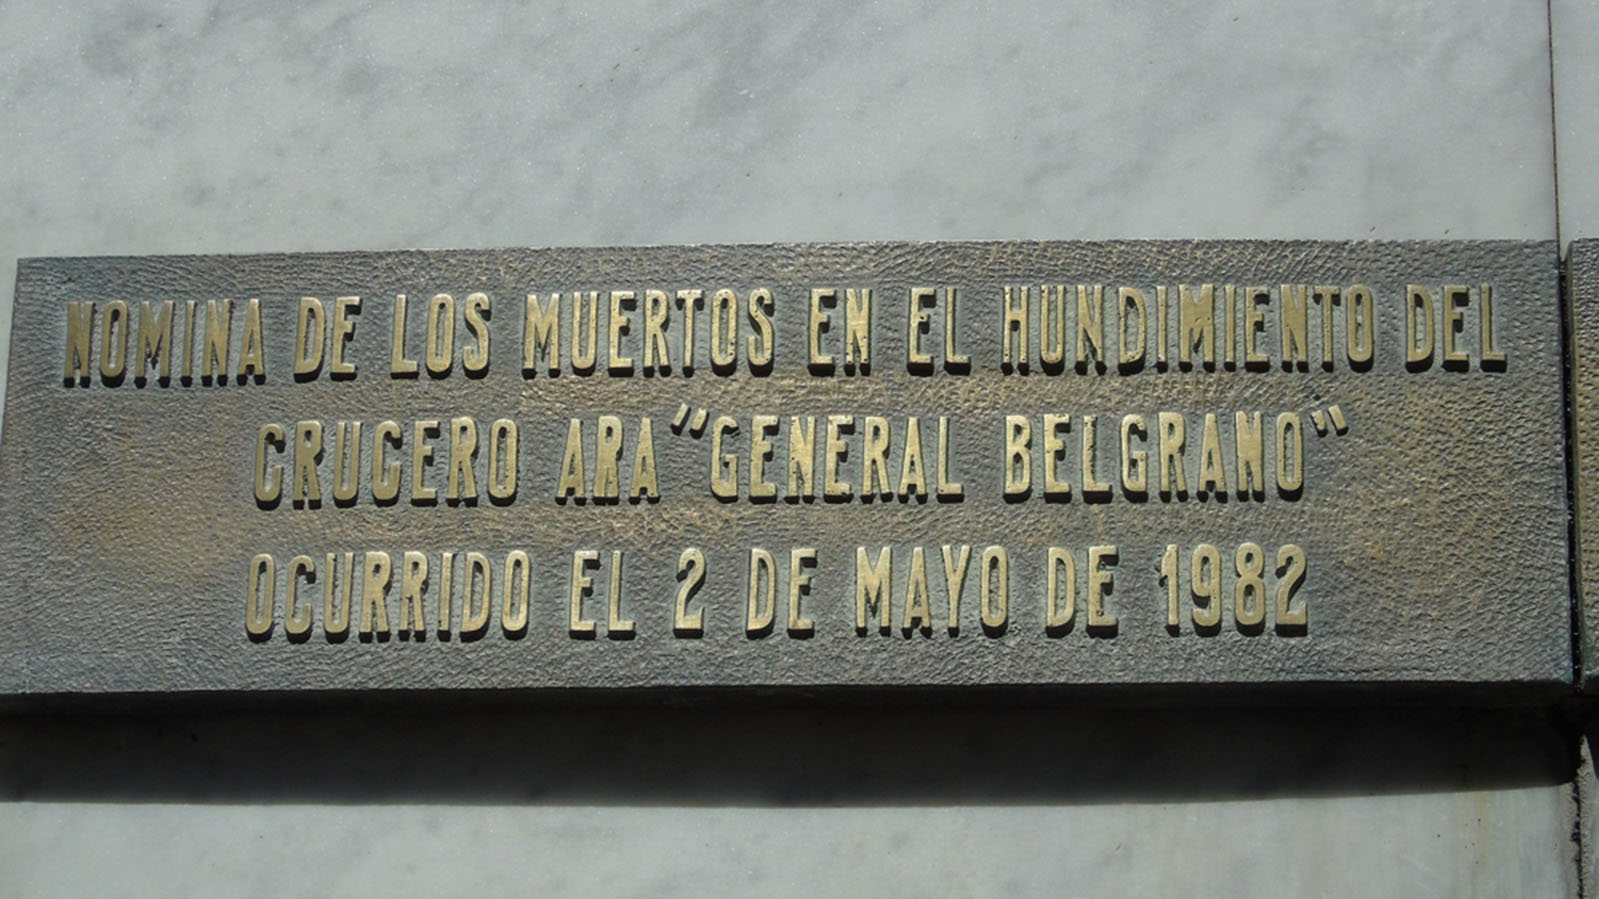 NOMINA DE LOS MUERTOS EN EL HUNDIMIENTO DEL
CRUCERO ARA "GENERAL BELGRANO"
OCURRIDO EL 2 DE MAYO DE 1982